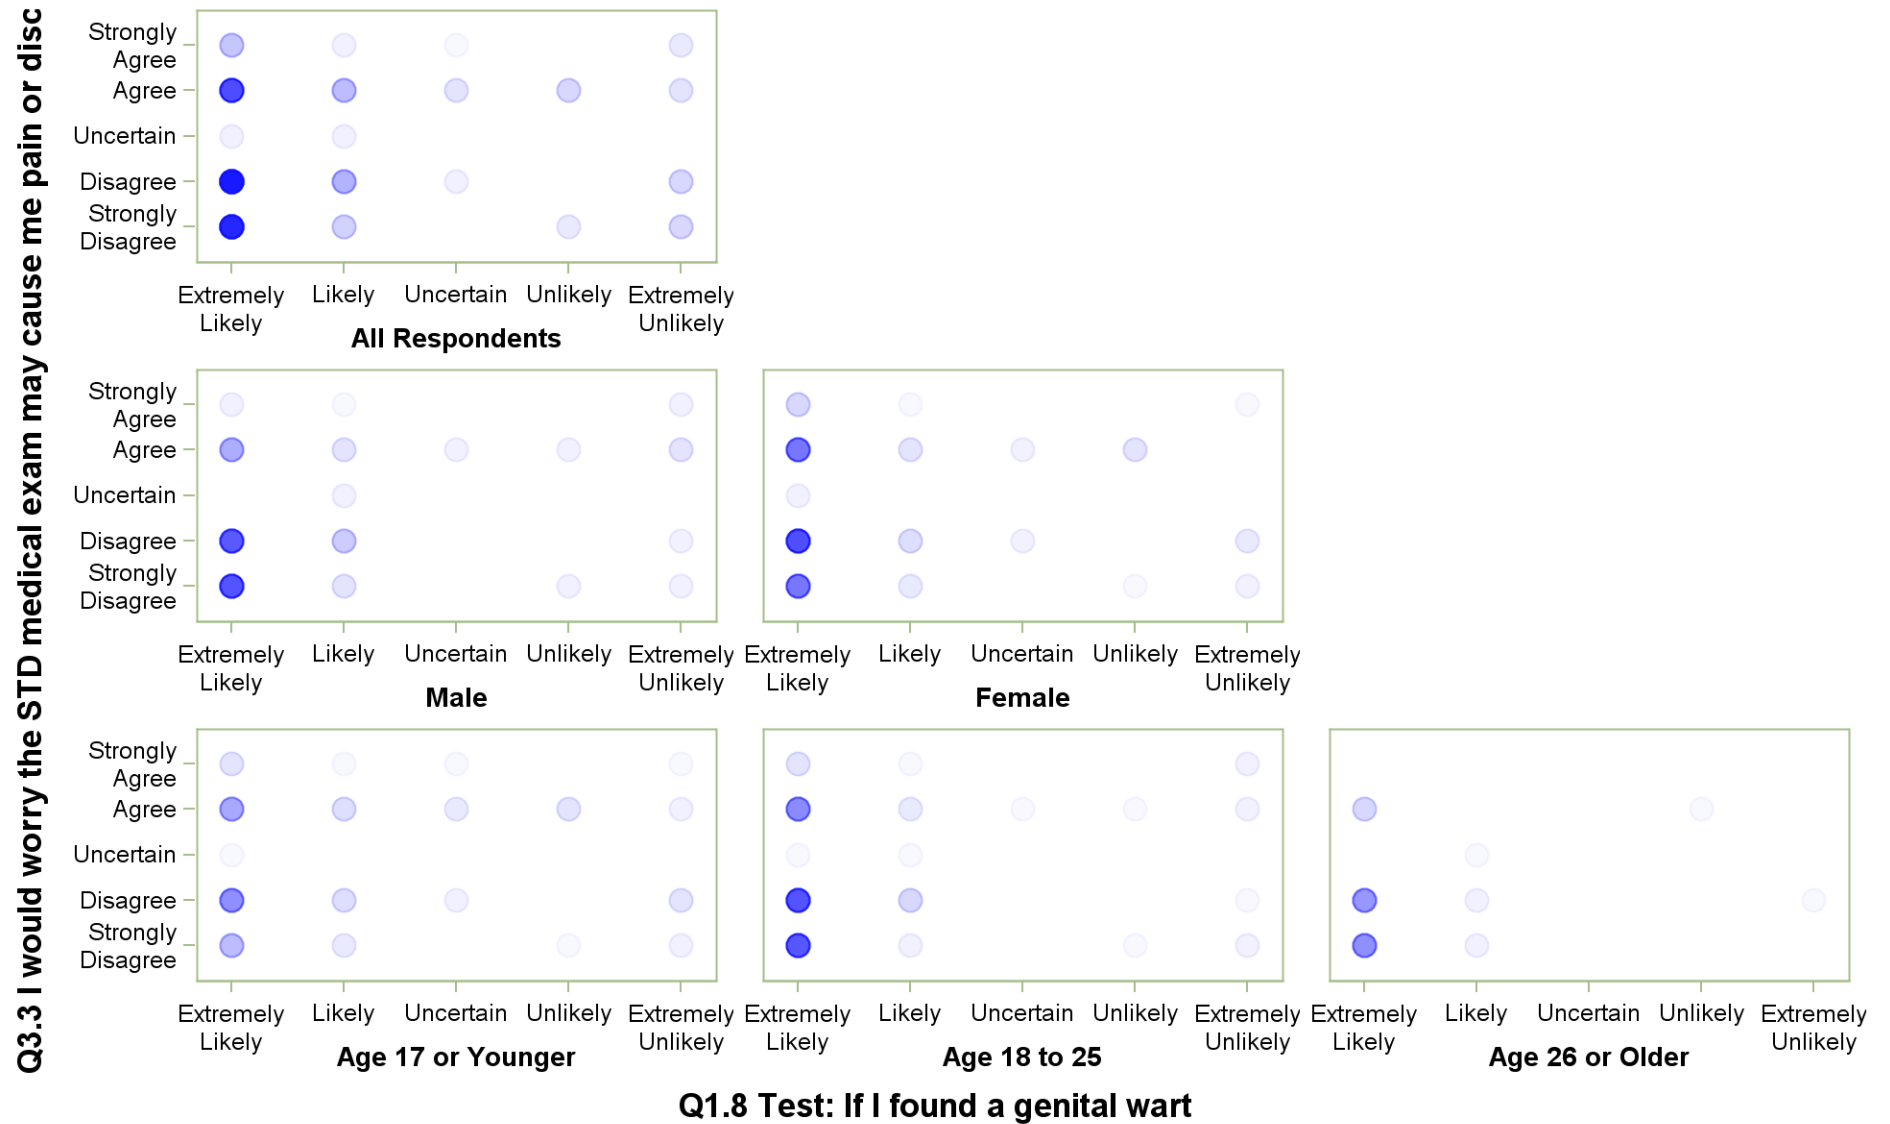 Q3.3 I would worry the STD medical exam may cause me pain or disc
Strongly
Agree
Agree
Uncertain
Disagree
Strongly
Disagree
Extremely
Likely
Likely
Uncertain
Unlikely
Extremely
Unlikely
All Respondents
Strongly
Agree
Agree
Uncertain
Disagree
Strongly
Disagree
Extremely
Likely
Likely
Uncertain
Unlikely
Extremely
Unlikely
Male
Extremely
Likely
Likely
Uncertain
Unlikely
Extremely
Unlikely
Female
Strongly
Agree
Agree
Uncertain
Disagree
Strongly
Disagree
Extremely
Likely
Likely
Uncertain
Unlikely
Extremely
Unlikely
Age 17 or Younger
Extremely
Likely
Likely
Uncertain
Unlikely
Extremely
Unlikely
Age 18 to 25
Extremely
Likely
Likely
Uncertain
Unlikely
Extremely
Unlikely
Age 26 or Older
Q1.8 Test: If I found a genital wart